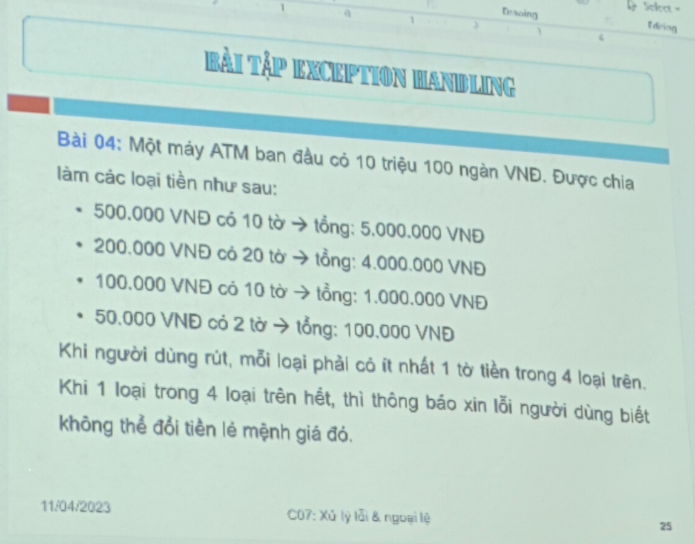 Drawing
Select
Editing
BÀI TẬP EXCEPTION HANDLING
Bài 04: Một máy ATM ban đầu có 10 triệu 100 ngàn VNĐ. Được chia
làm các loại tiền như sau:
• 500.000 VNĐ có 10 tờ → tổng: 5.000.000 VNĐ
• 200.000 VNĐ có 20 tờ → tổng: 4.000.000 VNĐ
• 100.000 VNĐ có 10 tờ → tổng: 1.000.000 VNĐ
• 50.000 VNĐ có 2 tờ → tổng: 100.000 VNĐ
Khi người dùng rút, mỗi loại phải có ít nhất 1 tờ tiền trong 4 loại trên.
Khi 1 loại trong 4 loại trên hết, thì thông báo xin lỗi người dùng biết
không thể đổi tiền lẻ mệnh giá đó.
11/04/2023
C07: Xử lý lỗi & ngoại lệ
25